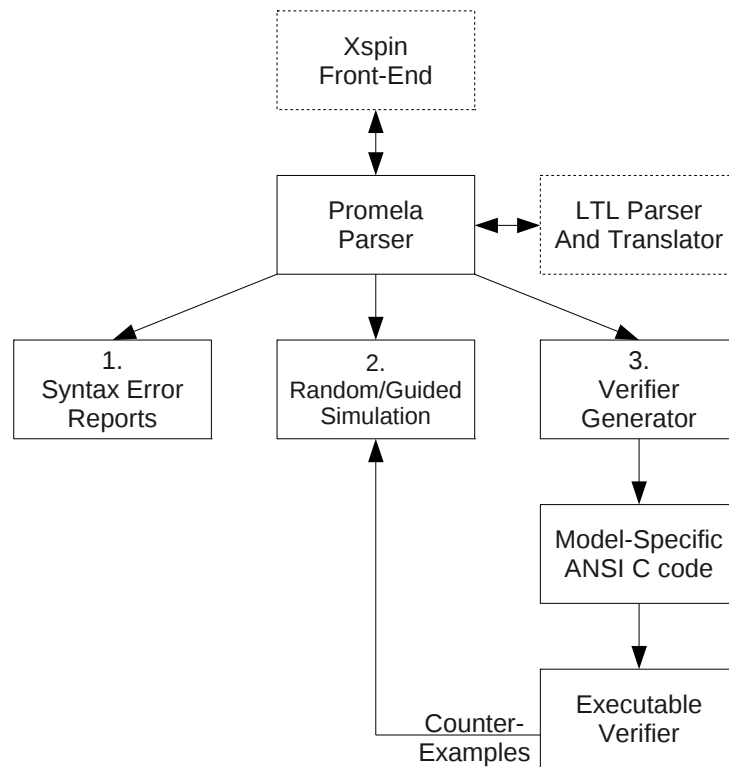 Xspin
Front-End
Promela
Parser
LTL Parser
And Translator
1.
Syntax Error
Reports
2.
Random/Guided
Simulation
3.
Verifier
Generator
Model-Specific
ANSI C code
Executable
Verifier
Counter-
Examples